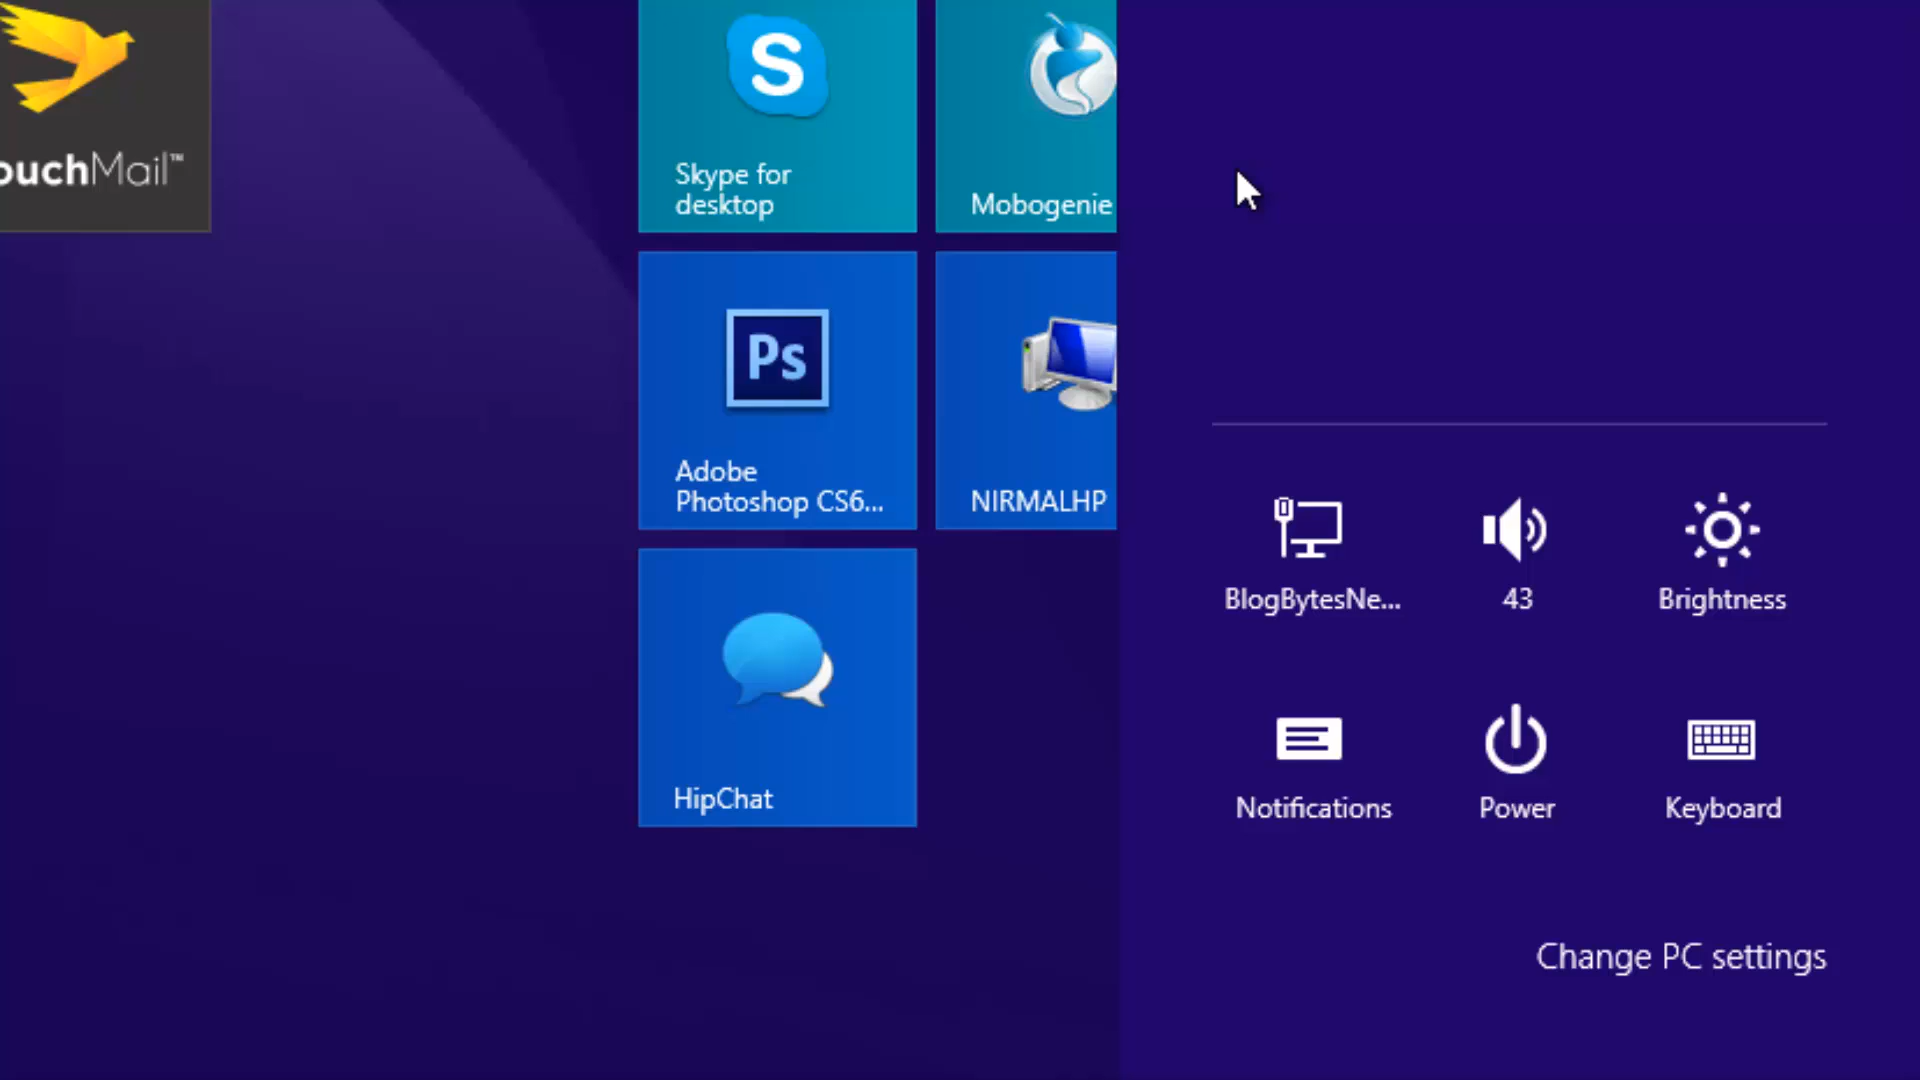 ouchMail™
S
Skype for
desktop
Mobogenie
Ps
Adobe
Photoshop CS6...
NIRMALHP
HipChat
BlogBytesNe...
43
Brightness
Notifications
Power
Keyboard
Change PC settings